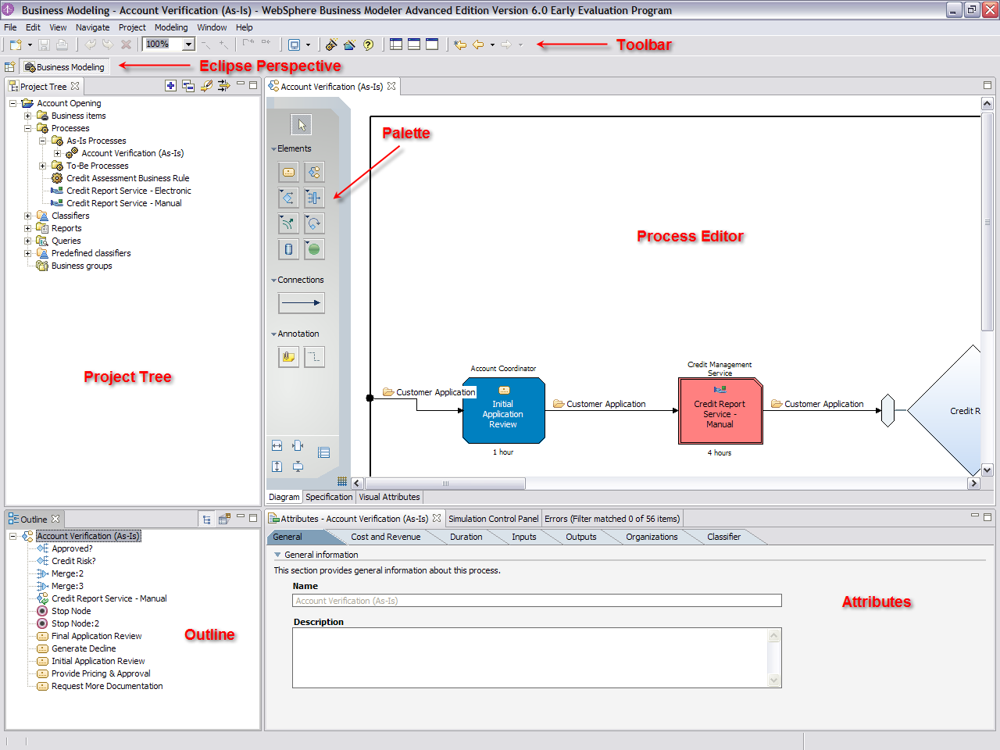 Business Modeling - Account Verification (As-Is) - WebSphere Business Modeler Advanced Edition Version 6.0 Early Evaluation Program
File Edit View Navigate Project Modeling Window Help
100%
Toolbar
Business Modeling
Eclipse Perspective
Project Tree
Account Opening
Business items
Processes
As-Is Processes
Account Verification (As-Is)
To-Be Processes
Credit Assessment Business Rule
Credit Report Service - Electronic
Credit Report Service - Manual
Classifiers
Reports
Queries
Predefined classifiers
Business groups
Project Tree
Account Verification (As-Is)
Elements
Connections
Annotation
Palette
Process Editor
Customer Application
Account Coordinator
Initial
Application
Review
1 hour
Customer Application
Credit Management
Service
Credit Report
Service -
Manual
4 hours
Customer Application
Credit R
Diagram Specification Visual Attributes
Outline
Account Verification (As-Is)
Approved?
Credit Risk?
Merge:2
Merge:3
Credit Report Service - Manual
Stop Node
Stop Node:2
Final Application Review
Generate Decline
Initial Application Review
Provide Pricing & Approval
Request More Documentation
Outline
Attributes - Account Verification (As-Is) Simulation Control Panel Errors (Filter matched 0 of 56 items)
General Cost and Revenue Duration Inputs Outputs Organizations Classifier
General information
This section provides general information about this process.
Name
Account Verification (As-Is)
Description
Attributes